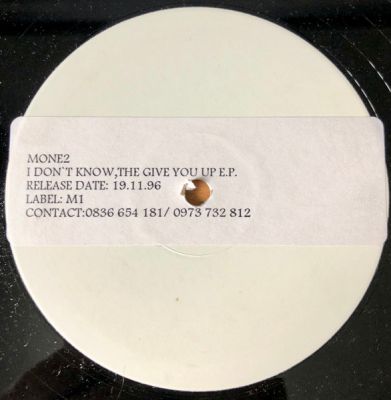 MONE2
I DON`T KNOW,THE GIVE YOU UP E.P.
RELEASE DATE: 19.11.96
LABEL: M1
CONTACT:0836 654 181/ 0973 732 812